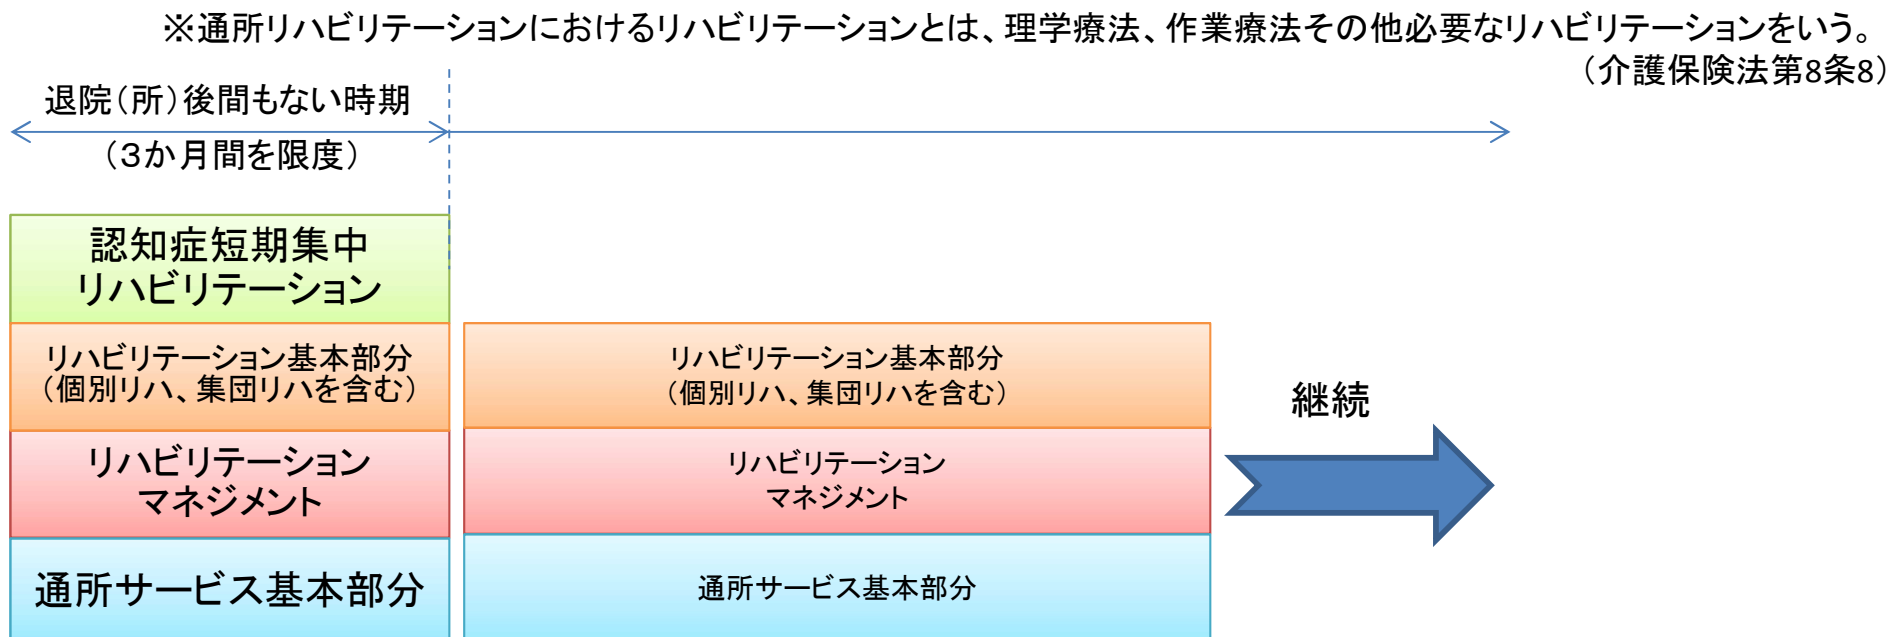 ※通所リハビリテーションにおけるリハビリテーションとは、理学療法、作業療法その他必要なリハビリテーションをいう。
（介護保険法第8条8）
退院（所）後間もない時期
（３か月間を限度）
認知症短期集中
リハビリテーション
リハビリテーション基本部分
（個別リハ、集団リハを含む）
リハビリテーション
マネジメント
通所サービス基本部分
リハビリテーション基本部分
（個別リハ、集団リハを含む）
リハビリテーション
マネジメント
通所サービス基本部分
継続